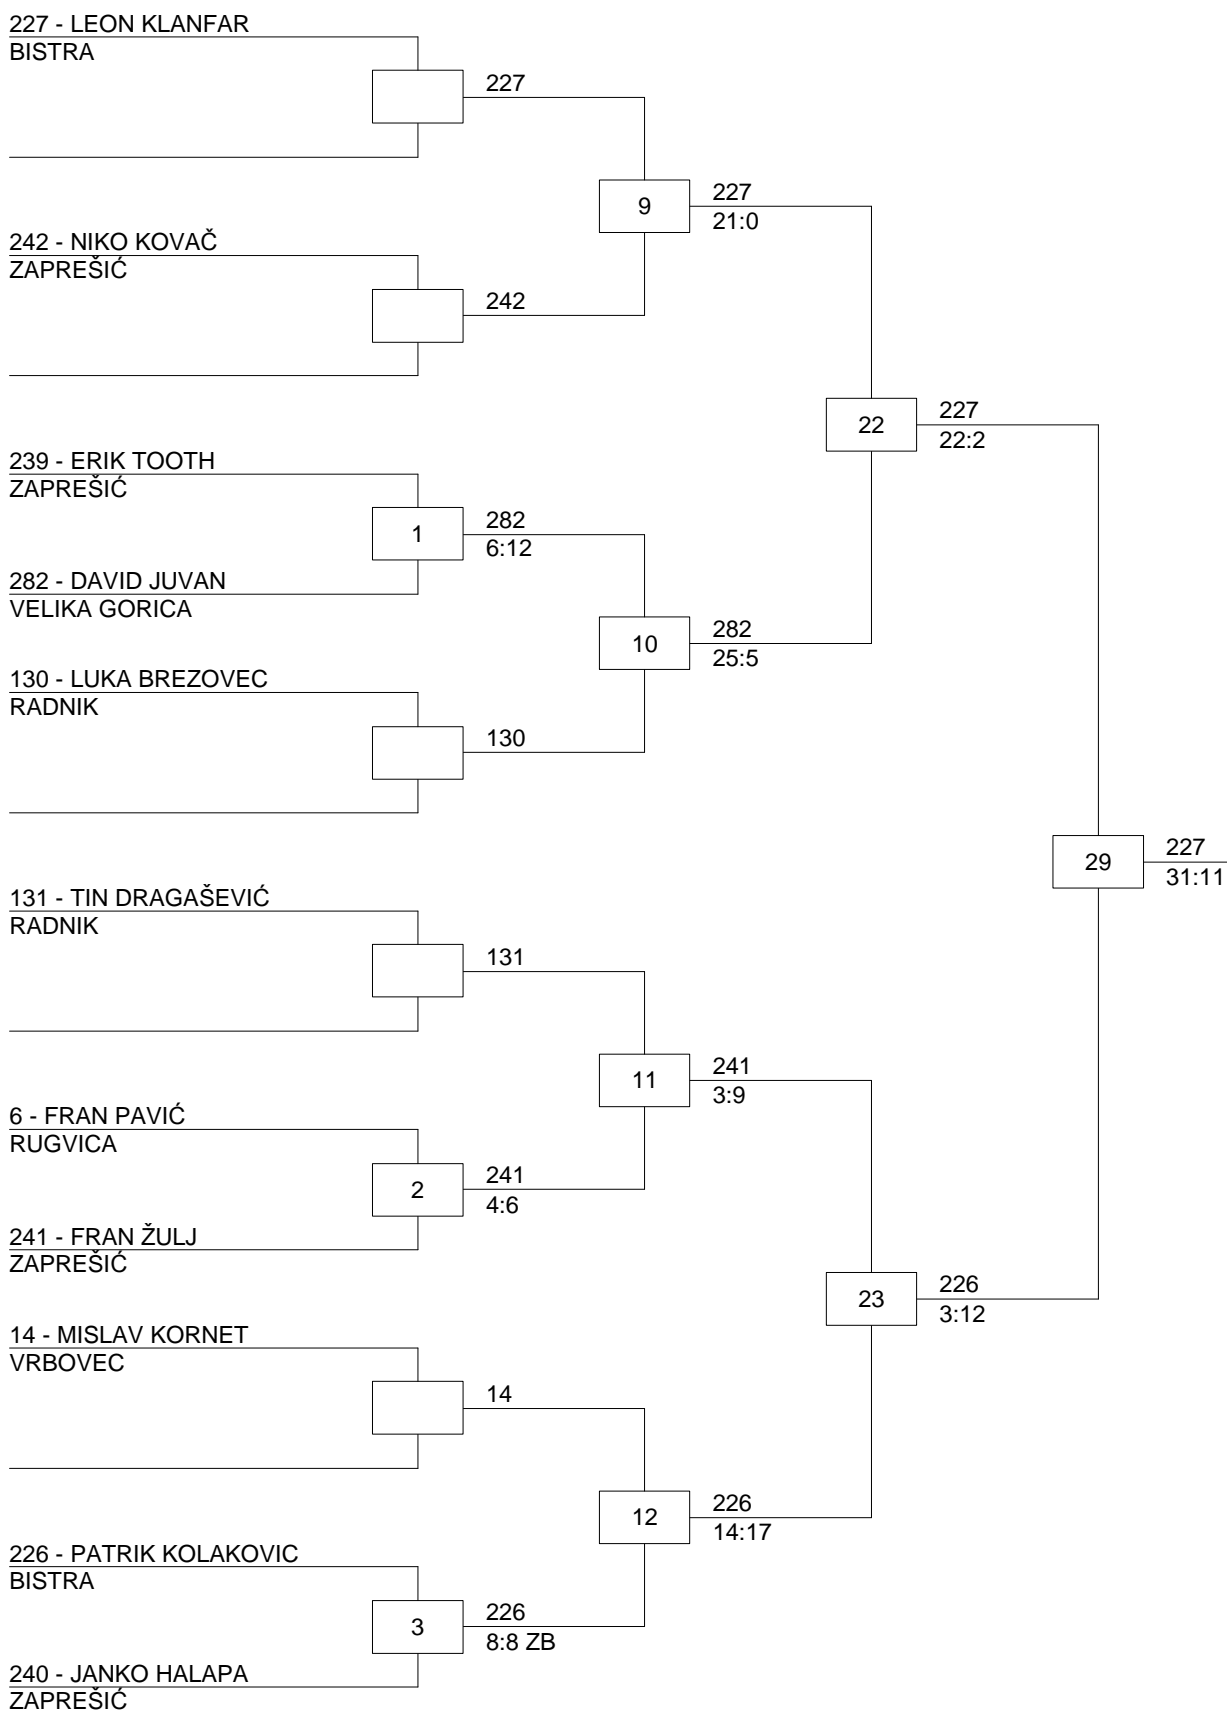 227 - LEON KLANFAR
BISTRA
227
9
227
21:0
242 - NIKO KOVAČ
ZAPREŠIĆ
242
22
227
22:2
239 - ERIK TOOTH
ZAPREŠIĆ
1
282
6:12
282 - DAVID JUVAN
VELIKA GORICA
10
282
25:5
130 - LUKA BREZOVEC
RADNIK
130
29
227
31:11
131 - TIN DRAGAŠEVIĆ
RADNIK
131
11
241
3:9
6 - FRAN PAVIĆ
RUGVICA
2
241
4:6
241 - FRAN ŽULJ
ZAPREŠIĆ
23
226
3:12
14 - MISLAV KORNET
VRBOVEC
14
12
226
14:17
226 - PATRIK KOLAKOVIC
BISTRA
3
226
8:8 ZB
240 - JANKO HALAPA
ZAPREŠIĆ